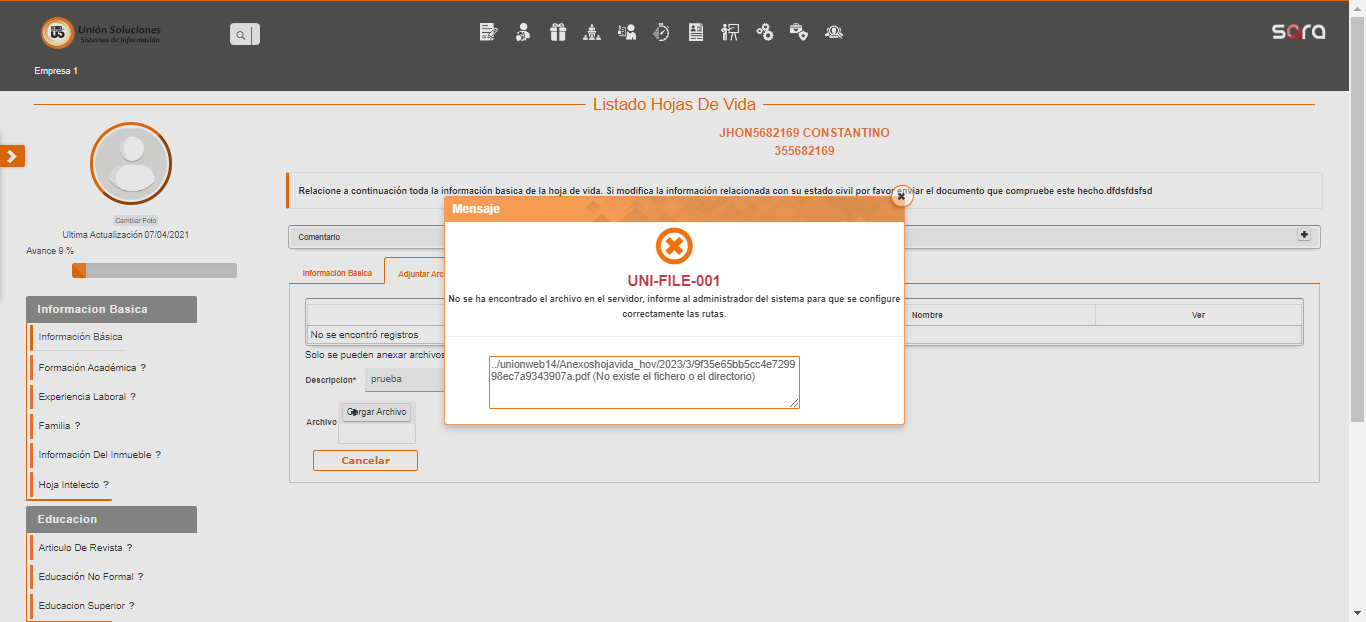 Unión Soluciones
Sistemas de Información
sara
Empresa 1
Listado Hojas De Vida
JHON5682169 CONSTANTINO
355682169
Cambiar Foto
Ultima Actualización 07/04/2021
Avance 9 %
Informacion Basica
Información Básica
Formación Académica ?
Experiencia Laboral ?
Familia ?
Información Del Inmueble ?
Hoja Intelecto ?
Educacion
Articulo De Revista ?
Educación No Formal ?
Educacion Superior ?
Relacione a continuación toda la información basica de la hoja de vida. Si modifica la información relacionada con su estado civil por favor enviar el documento que compruebe este hecho.dfdsfdsfsd
Comentario
Información Básica
Adjuntar Arc
Nombre
Ver
No se encontró registros
Solo se pueden anexar archivos
Descripción*
prueba
Archivo
Cargar Archivo
Cancelar
Mensaje
UNI-FILE-001
No se ha encontrado el archivo en el servidor, informe al administrador del sistema para que se configure
correctamente las rutas.
../unionweb14/Anexoshojavida_hov/2023/3/9f35e65bb5cc4e7299
98ec7a9343907a.pdf (No existe el fichero o el directorio)